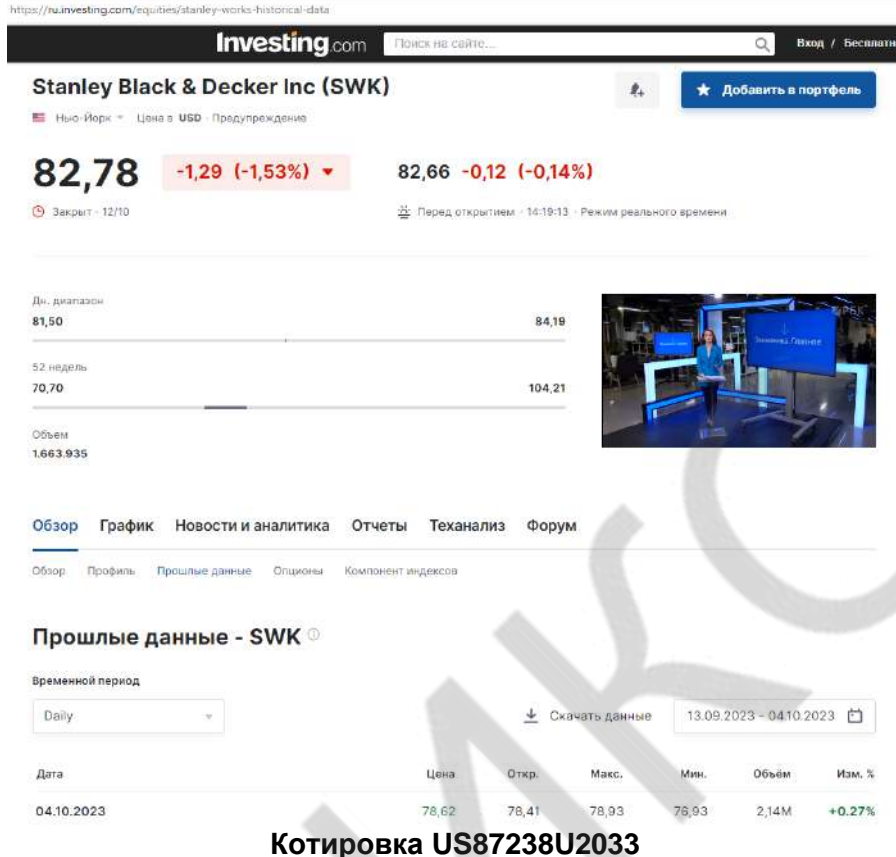 https://ru.investing.com/equities/stanley-works-historical-data
Investing.com Поиск на сайте... Вход / Бесплатн
Stanley Black & Decker Inc (SWK) Добавить в портфель
Нью-Йорк Цена в USD · Предупреждение
82,78 -1,29 (-1,53%) 82,66 -0,12 (-0,14%)
Закрыт · 12/10 Перед открытием · 14:19:13 · Режим реального времени
Дн. диапазон
81,50 84,19
52 недель
70,70 104,21
Объем
1.663.935
РБК
Экономика. Главное
Обзор График Новости и аналитика Отчеты Теханализ Форум
Обзор Профиль Прошлые данные Опционы Компонент индексов
Прошлые данные - SWK
Временной период
Daily Скачать данные 13.09.2023 - 04.10.2023
Дата Цена Откр. Макс. Мин. Объём Изм. %
04.10.2023 78,62 78,41 78,93 76,93 2,14M +0.27%
Котировка US87238U2033